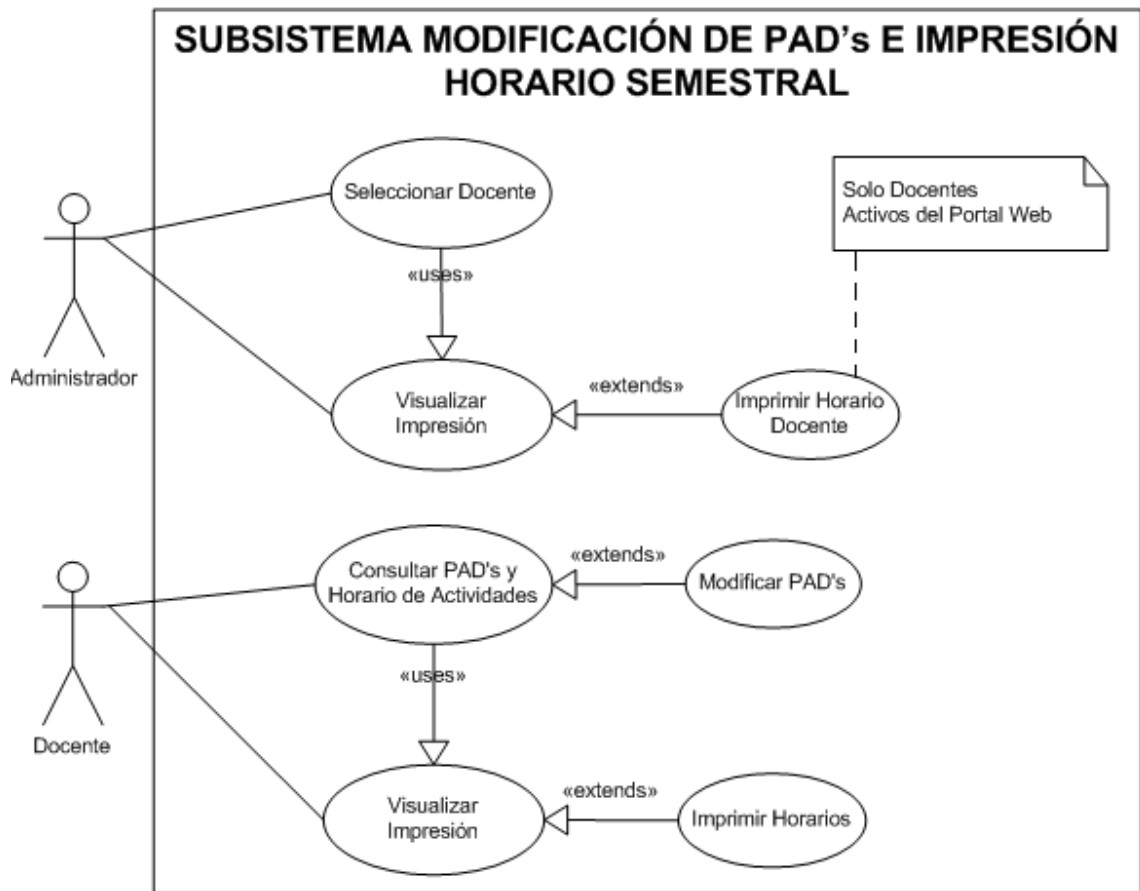 SUBSISTEMA MODIFICACIÓN DE PAD's E IMPRESIÓN
HORARIO SEMESTRAL
Seleccionar Docente
Solo Docentes
Activos del Portal Web
«uses»
Administrador
Visualizar
Impresión
«extends»
Imprimir Horario
Docente
Consultar PAD's y
Horario de Actividades
«extends»
Modificar PAD's
«uses»
Docente
Visualizar
Impresión
«extends»
Imprimir Horarios